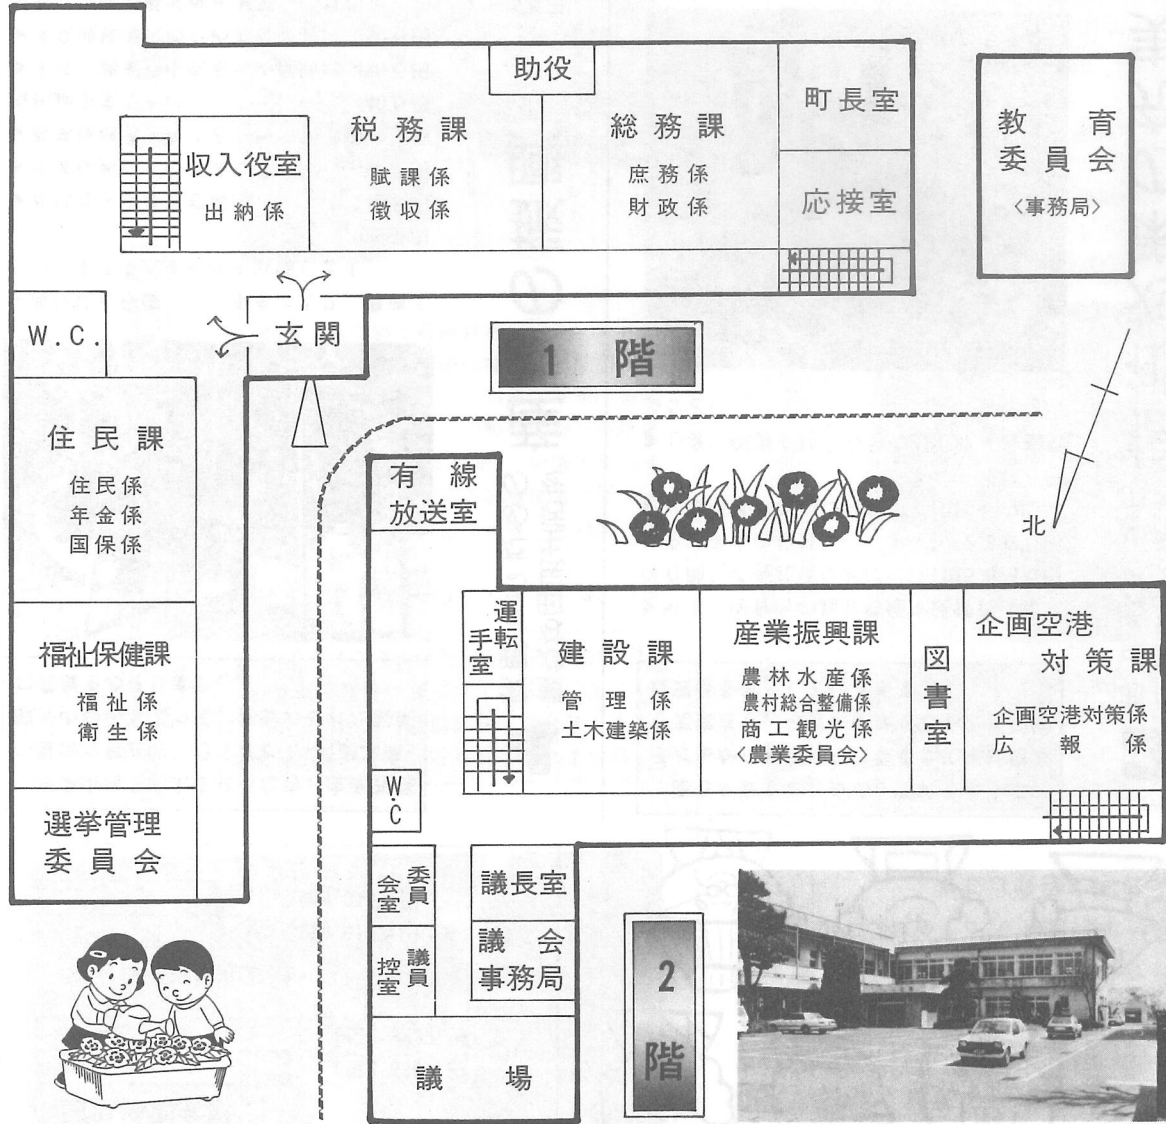 助役
税務課
賦課係
徴収係
総務課
庶務係
財政係
町長室
応接室
教育
委員会
〈事務局〉
収入役室
出納係
W.C.
玄関
1階
住民課
住民係
年金係
国保係
福祉保健課
福祉係
衛生係
選挙管理
委員会
北
有線
放送室
運転
手室
建設課
管理係
土木建築係
産業振興課
農林水産係
農村総合整備係
商工観光係
〈農業委員会〉
図書室
企画空港
対策課
企画空港対策係
広報係
W.C
委員
会室
議員
控室
議長室
議会
事務局
議場
2階